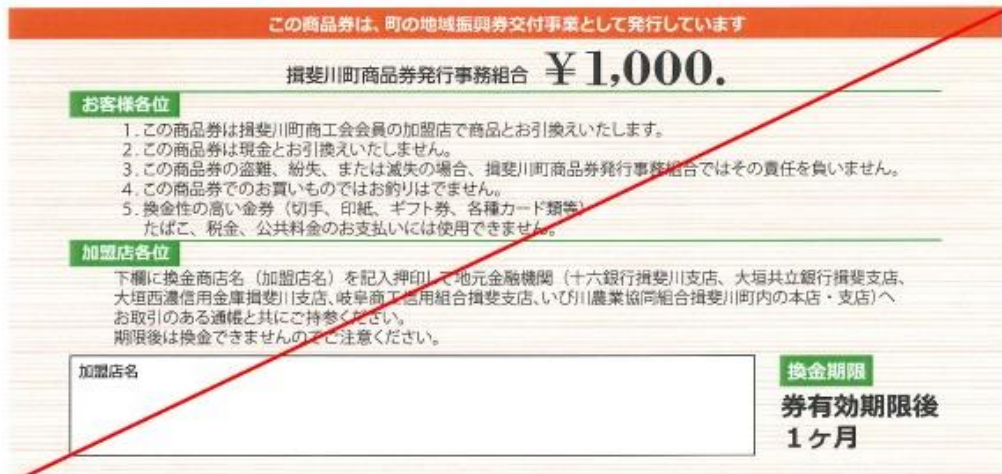 この商品券は、町の地域振興券交付事業として発行しています
揖斐川町商品券発行事務組合 ¥1,000.
お客様各位
1.この商品券は揖斐川町商工会会員の加盟店で商品とお引換えいたします。
2.この商品券は現金とお引換えいたしません。
3.この商品券の盗難、紛失、または滅失の場合、揖斐川町商品券発行事務組合ではその責任を負いません。
4.この商品券でのお買いものではお釣りはでません。
5.換金性の高い金券（切手、印紙、ギフト券、各種カード類等）
たばこ、税金、公共料金のお支払いには使用できません。
加盟店各位
下欄に換金商店名（加盟店名）を記入押印して地元金融機関（十六銀行揖斐川支店、大垣共立銀行揖斐支店、
大垣西濃信用金庫揖斐川支店、岐阜商工信用組合揖斐支店、いび川農業協同組合揖斐川町内の本店・支店）へ
お取引のある通帳と共にご持参ください。
期限後は換金できませんのでご注意ください。
加盟店名
換金期限
券有効期限後
1ヶ月